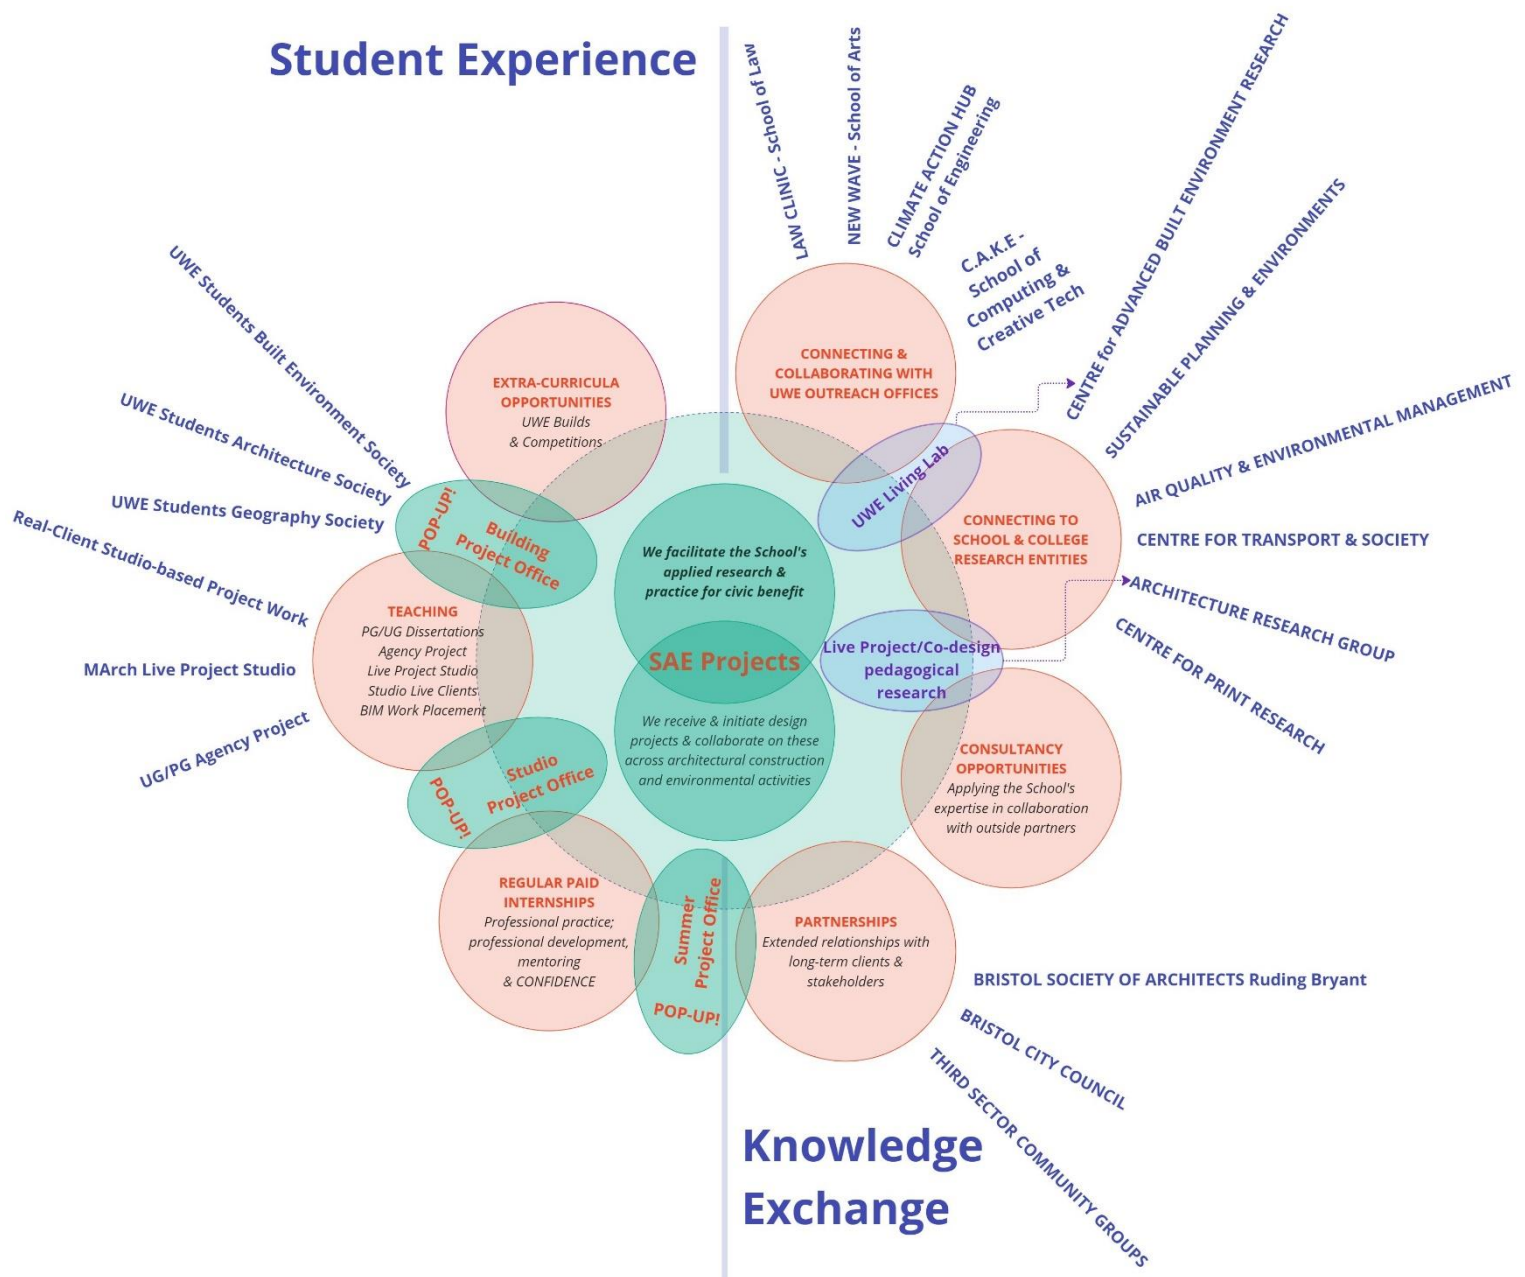 Student Experience
LAW CLINIC - School of Law
NEW WAVE - School of Arts
CLIMATE ACTION HUB
School of Engineering
C.A.K.E -
School of
Computing &
Creative Tech
CENTRE for ADVANCED BUILT ENVIRONMENT RESEARCH
SUSTAINABLE PLANNING & ENVIRONMENTS
AIR QUALITY & ENVIRONMENTAL MANAGEMENT
CENTRE FOR TRANSPORT & SOCIETY
ARCHITECTURE RESEARCH GROUP
CENTRE FOR PRINT RESEARCH
UWE Students Built Environment Society
UWE Students Architecture Society
UWE Students Geography Society
Real-Client Studio-based Project Work
MArch Live Project Studio
UG/PG Agency Project
EXTRA-CURRICULA
OPPORTUNITIES
UWE Builds
& Competitions
CONNECTING &
COLLABORATING WITH
UWE OUTREACH OFFICES
UWE Living Lab
CONNECTING TO
SCHOOL & COLLEGE
RESEARCH ENTITIES
POP-UP!
Building
Project Office
We facilitate the School's
applied research &
practice for civic benefit
TEACHING
PG/UG Dissertations
Agency Project
Live Project Studio
Studio Live Clients
BIM Work Placement
SAE Projects
Live Project/Co-design
pedagogical
research
We receive & initiate design
projects & collaborate on these
across architectural construction
and environmental activities
POP-UP!
Studio
Project Office
CONSULTANCY
OPPORTUNITIES
Applying the School's
expertise in collaboration
with outside partners
REGULAR PAID
INTERNSHIPS
Professional practice;
professional development,
mentoring
& CONFIDENCE
Summer
Project Office
POP-UP!
PARTNERSHIPS
Extended relationships with
long-term clients &
stakeholders
BRISTOL SOCIETY OF ARCHITECTS Ruding Bryant
BRISTOL CITY COUNCIL
THIRD SECTOR COMMUNITY GROUPS
Knowledge
Exchange